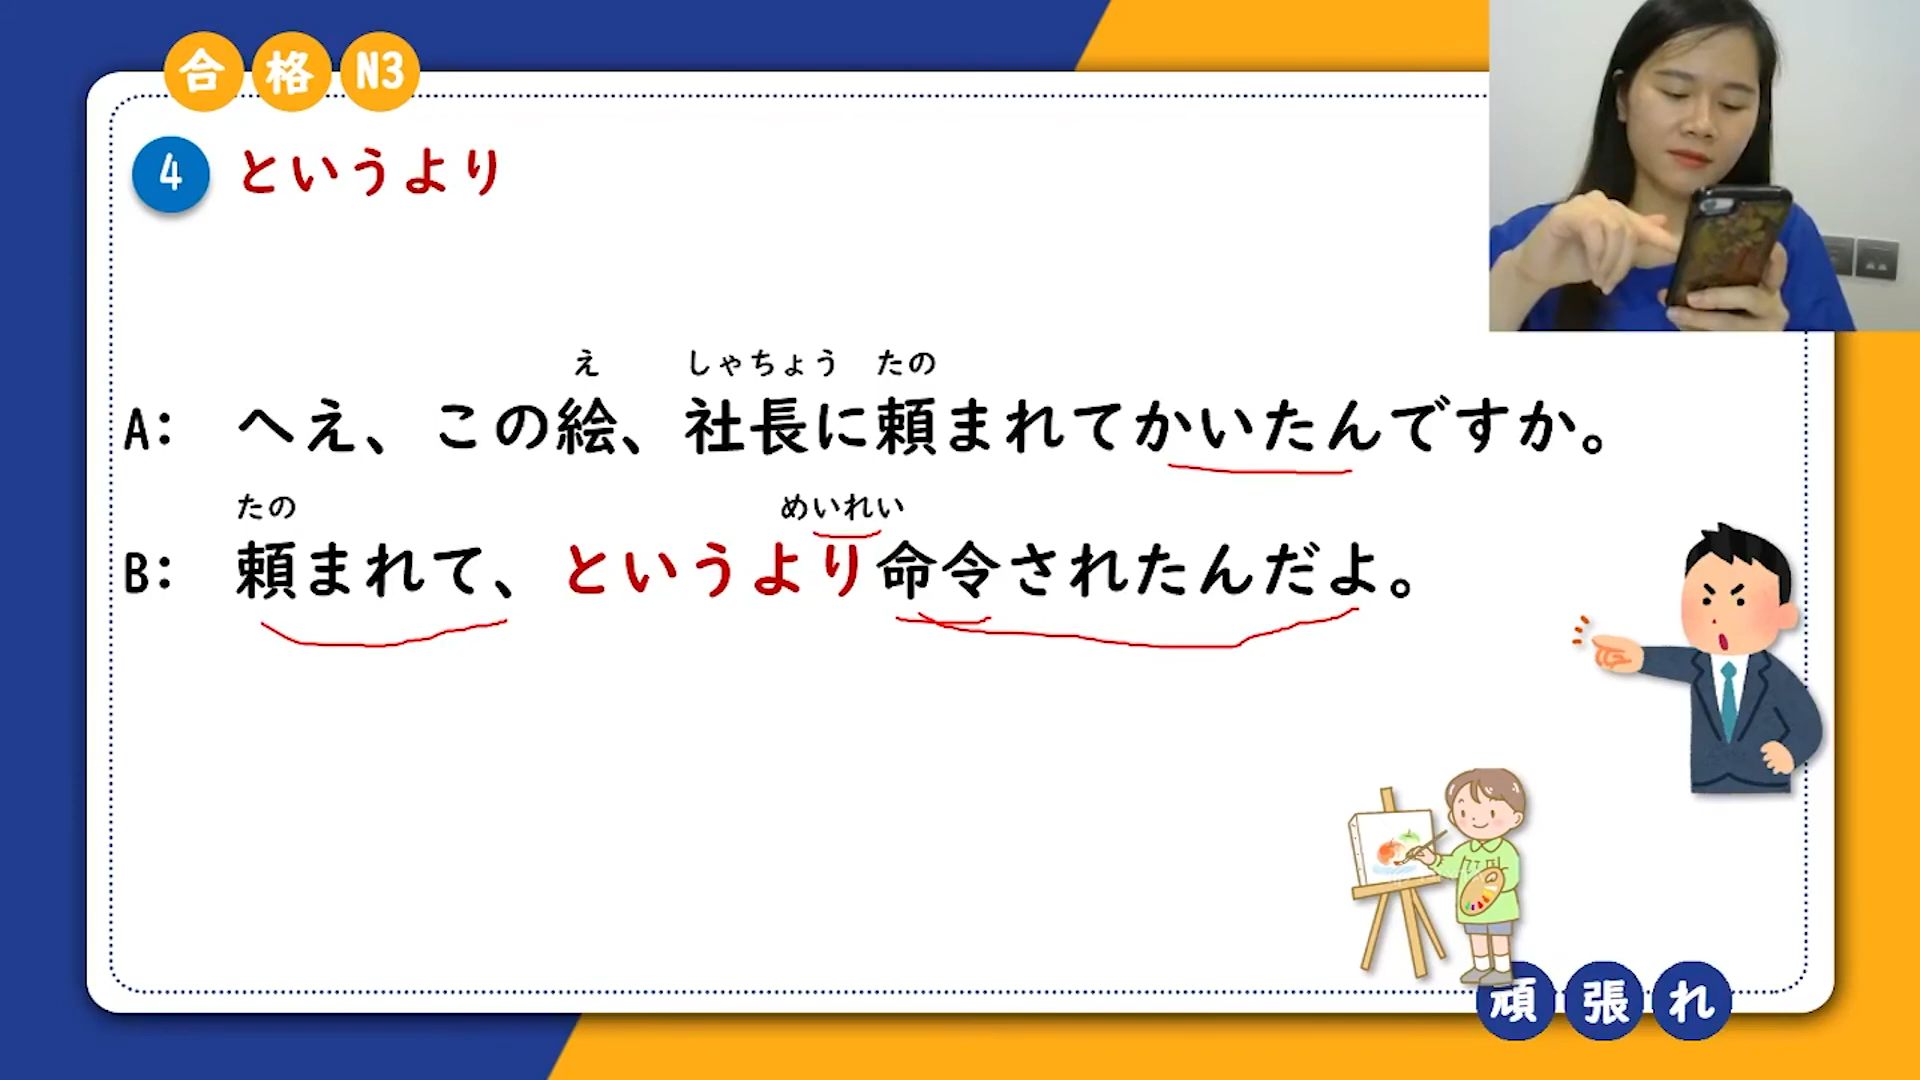 合格N3
4 というより
え しゃちょう たの
A: へえ、この絵、社長に頼まれてかいたんですか。
たの めいれい
B: 頼まれて、というより命令されたんだよ。
頑張れ